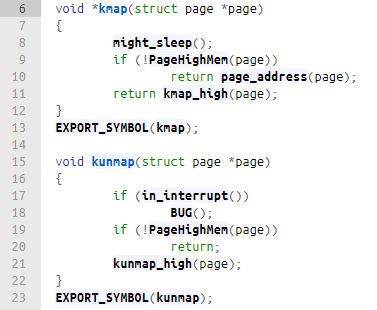 6 void *kmap(struct page *page)
7 {
8         might_sleep();
9         if (!PageHighMem(page))
10                 return page_address(page);
11         return kmap_high(page);
12 }
13 EXPORT_SYMBOL(kmap);
14
15 void kunmap(struct page *page)
16 {
17         if (in_interrupt())
18                 BUG();
19         if (!PageHighMem(page))
20                 return;
21         kunmap_high(page);
22 }
23 EXPORT_SYMBOL(kunmap);